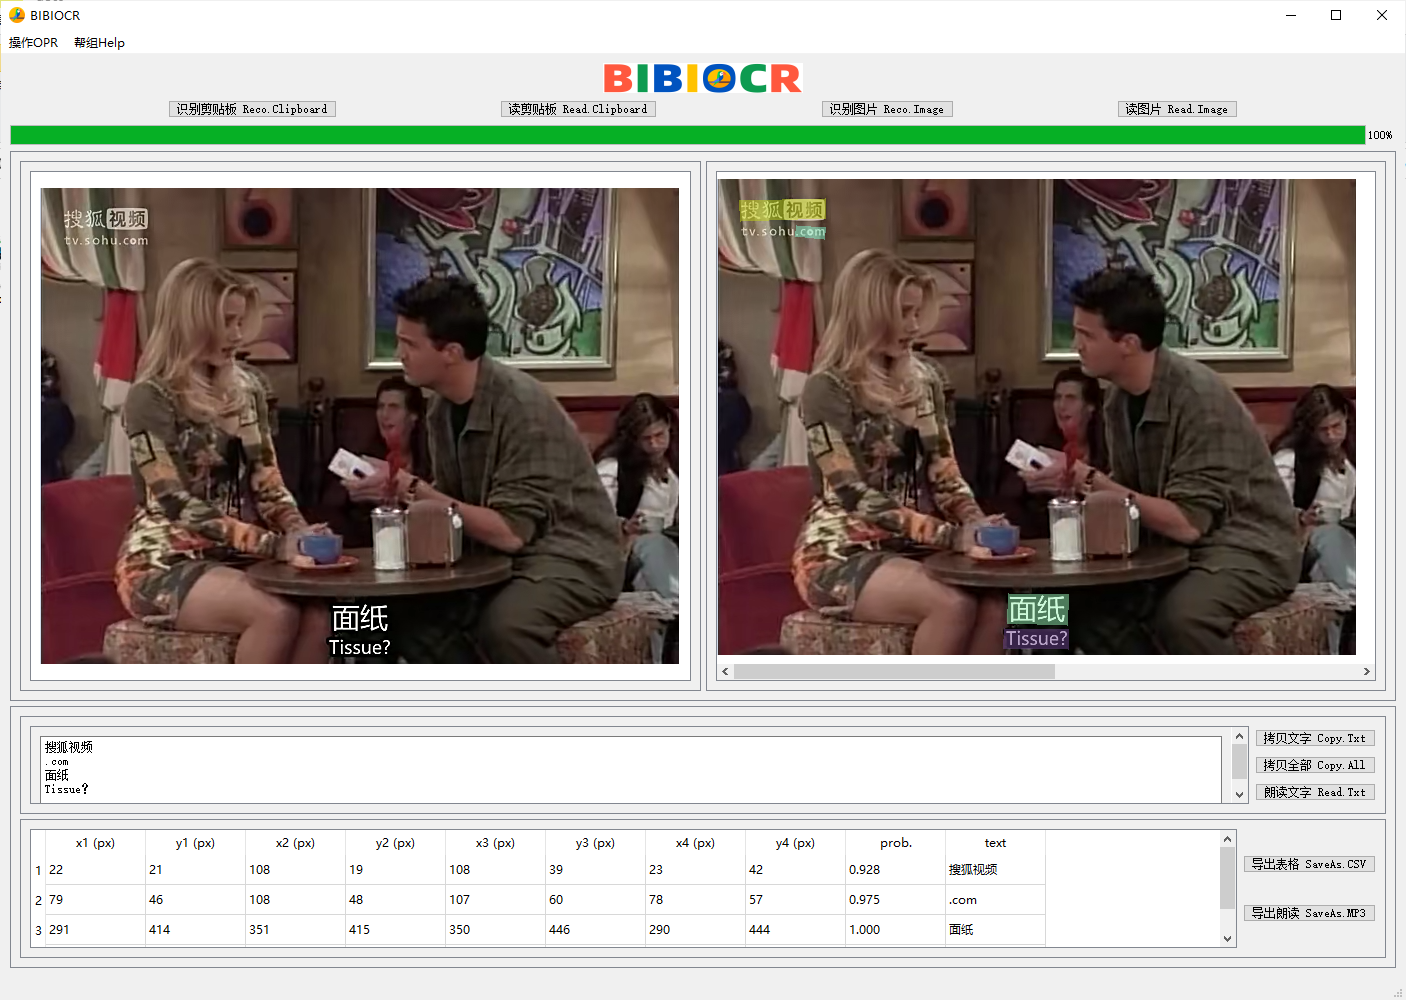 BIBIOCR
操作OPR 帮组Help
BIBIOCR
识别剪贴板 Reco.Clipboard 读剪贴板 Read.Clipboard 识别图片 Reco.Image 读图片 Read.Image
100%
搜狐视频
tv.sohu.com
面纸
Tissue?
搜狐视频
tv.sohu.com
面纸
Tissue?
搜狐视频
.com
面纸
Tissue?
拷贝文字 Copy.Txt
拷贝全部 Copy.All
朗读文字 Read.Txt
x1 (px) y1 (px) x2 (px) y2 (px) x3 (px) y3 (px) x4 (px) y4 (px) prob. text
1 22 21 108 19 108 39 23 42 0.928 搜狐视频
2 79 46 108 48 107 60 78 57 0.975 .com
3 291 414 351 415 350 446 290 444 1.000 面纸
导出表格 SaveAs.CSV
导出朗读 SaveAs.MP3